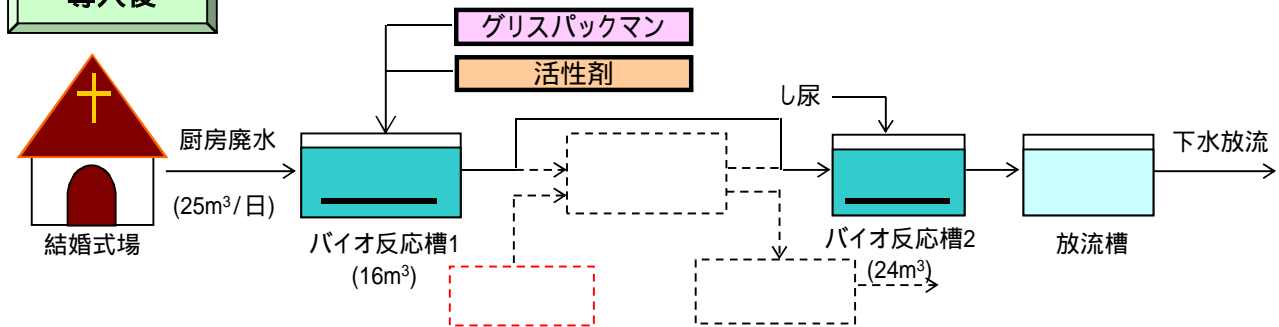 導入後
グリスパックマン
活性剤
し尿
厨房廃水
下水放流
(25m³/日)
結婚式場
バイオ反応槽1
(16m³)
バイオ反応槽2
(24m³)
放流槽